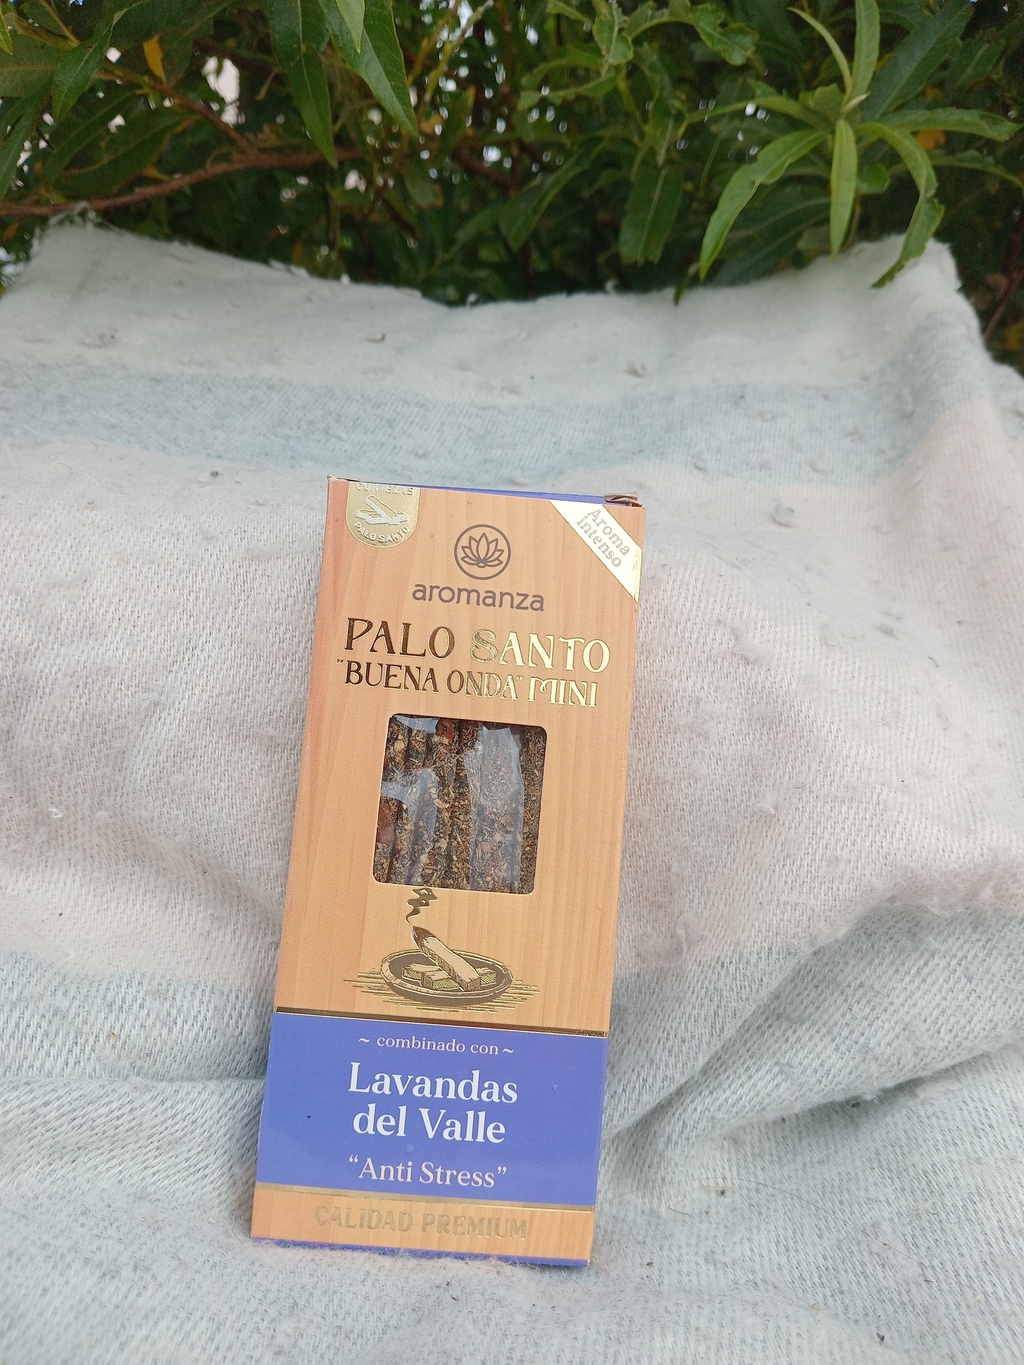 CORTEZAS
PALO SANTO
Aroma
Intenso
aromanza
PALO SANTO
"BUENA ONDA" MINI
~ combinado con ~
Lavandas
del Valle
“Anti Stress”
CALIDAD PREMIUM